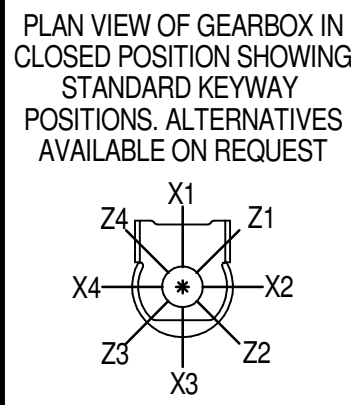 PLAN VIEW OF GEARBOX IN
CLOSED POSITION SHOWING
STANDARD KEYWAY
POSITIONS. ALTERNATIVES
AVAILABLE ON REQUEST
X1
Z4 Z1
X4 X2
Z3 Z2
X3